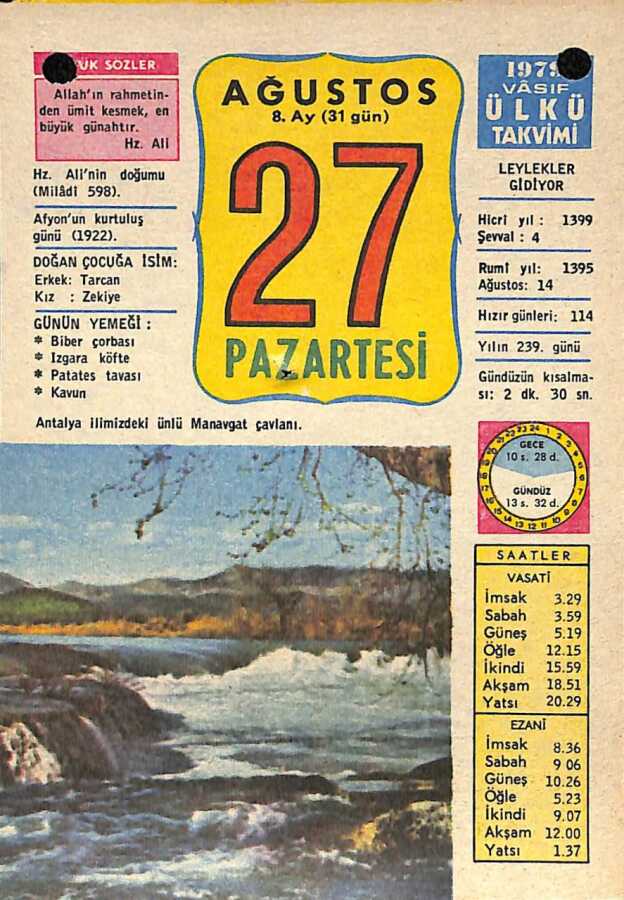 ÜK SÖZLER
Allah'ın rahmetin-
den ümit kesmek, en
büyük günahtır.
Hz. Ali
Hz. Ali'nin doğumu
(Milâdi 598).
Afyon'un kurtuluş
günü (1922).
DOĞAN ÇOCUĞA İSİM:
Erkek: Tarcan
Kız : Zekiye
GÜNÜN YEMEĞİ :
* Biber çorbası
* Izgara köfte
* Patates tavası
* Kavun
AĞUSTOS
8. Ay (31 gün)
27
PAZARTESİ
1979
VÂSIF
ÜLKÜ
TAKVİMİ
LEYLEKLER
GİDİYOR
Hicri yıl : 1399
Şevval : 4
Rumî yıl: 1395
Ağustos: 14
Hızır günleri: 114
Yılın 239. günü
Gündüzün kısalma-
sı: 2 dk. 30 sn.
Antalya ilimizdeki ünlü Manavgat çavlanı.
GECE
10 s. 28 d.
GÜNDÜZ
13 s. 32 d.
SAATLER
VASATİ
İmsak 3.29
Sabah 3.59
Güneş 5.19
Öğle 12.15
İkindi 15.59
Akşam 18.51
Yatsı 20.29
EZANİ
İmsak 8.36
Sabah 9 06
Güneş 10.26
Öğle 5.23
İkindi 9.07
Akşam 12.00
Yatsı 1.37